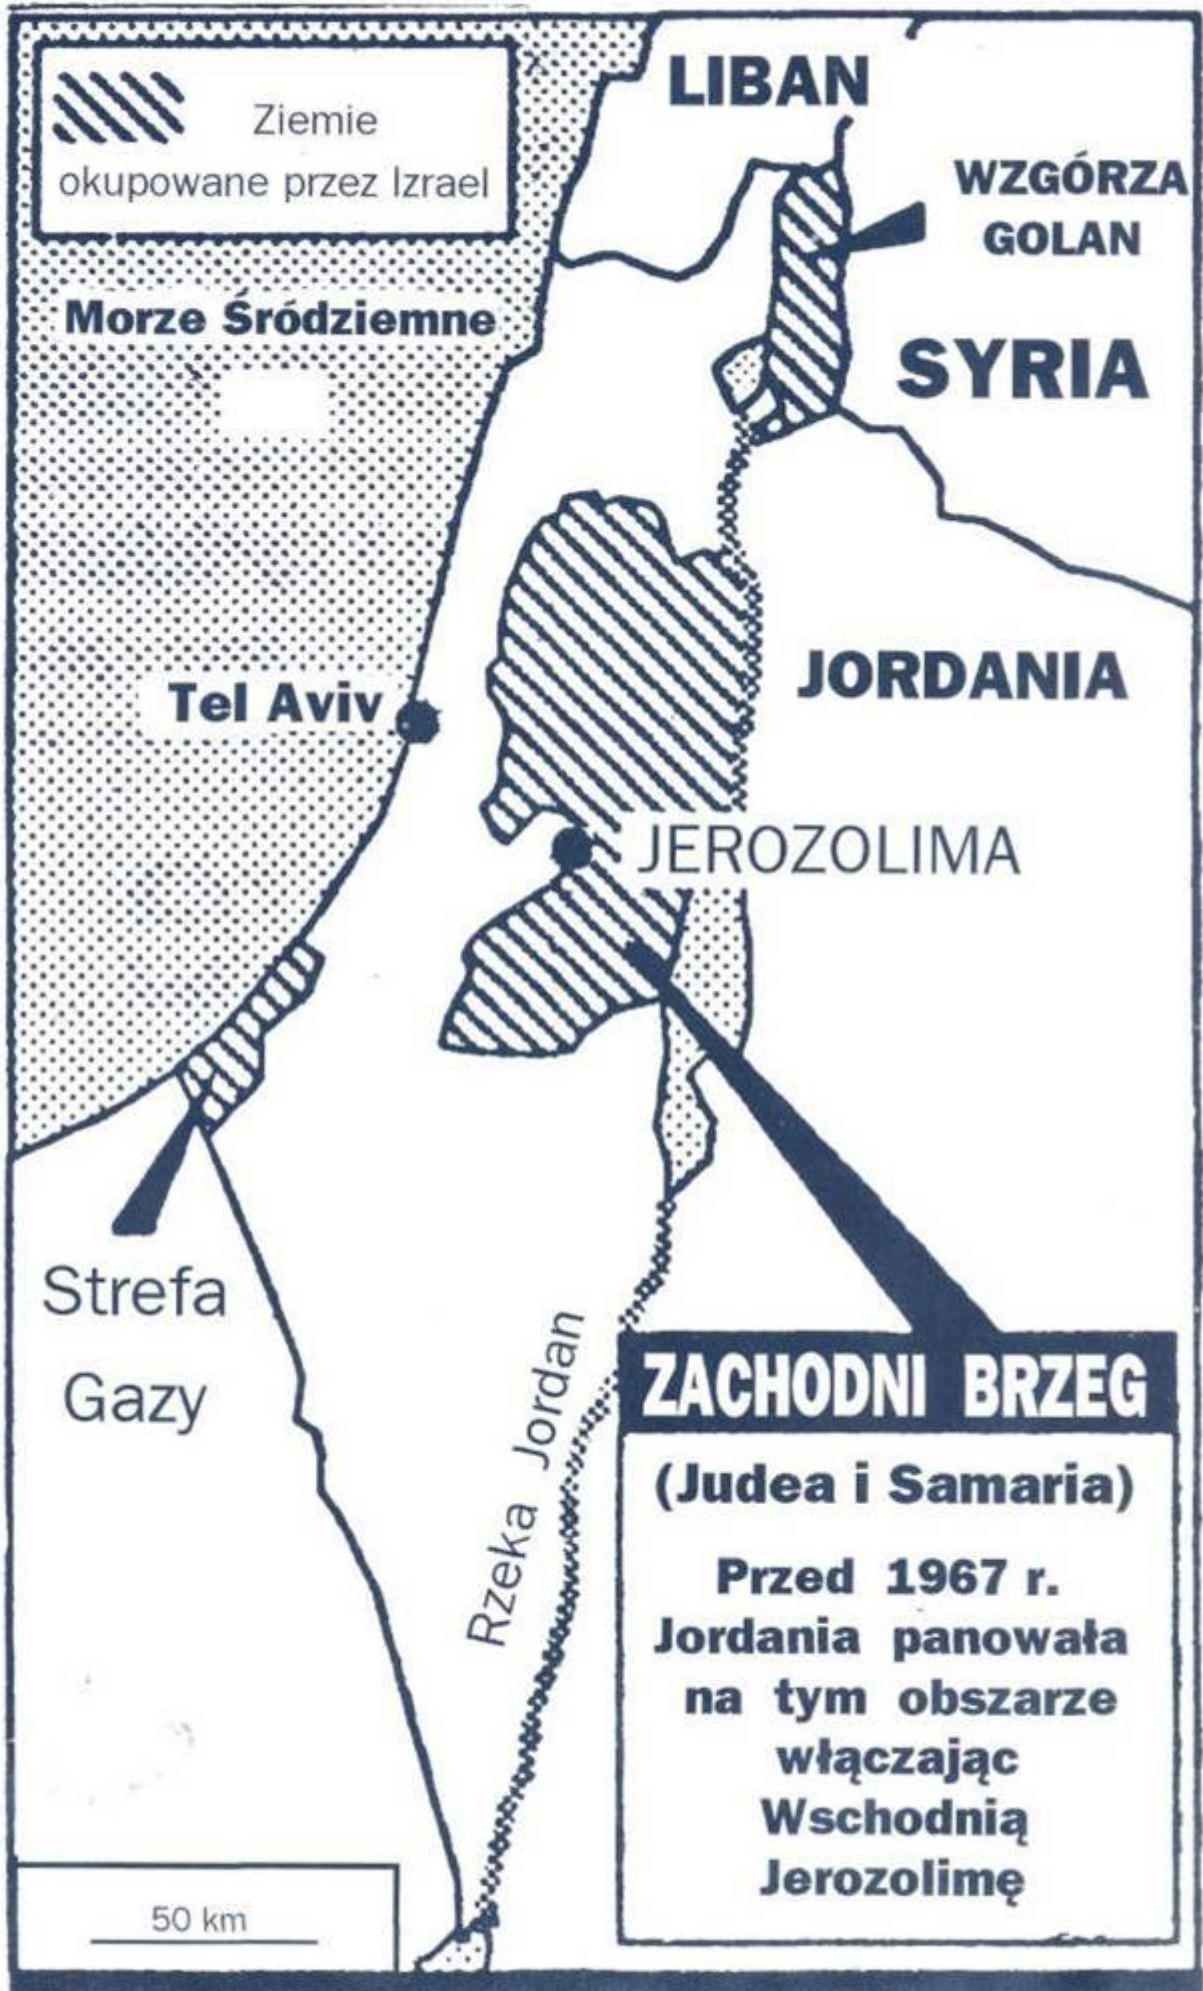 Ziemie
okupowane przez Izrael
LIBAN
WZGÓRZA
GOLAN
Morze Śródziemne
SYRIA
Tel Aviv
JORDANIA
JEROZOLIMA
Strefa
Gazy
Rzeka Jordan
ZACHODNI BRZEG
(Judea i Samaria)
Przed 1967 r.
Jordania panowała
na tym obszarze
włączając
Wschodnią
Jerozolimę
50 km